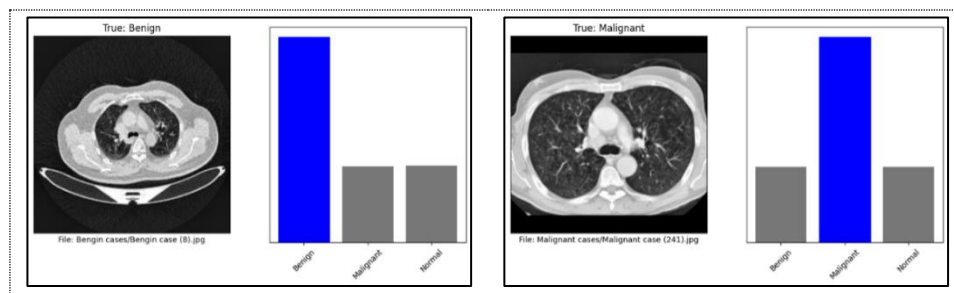 True: Benign
File: Bengin cases/Bengin case (8).jpg
Benign
Malignant
Normal
True: Malignant
File: Malignant cases/Malignant case (241).jpg
Benign
Malignant
Normal